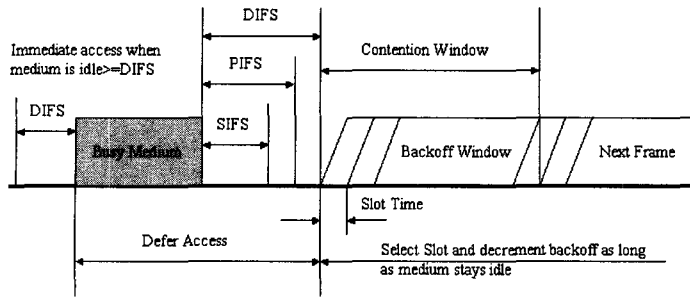 DIFS
Immediate access when
medium is idle>=DIFS
Contention Window
PIFS
DIFS
SIFS
Busy Medium
Backoff Window
Next Frame
Slot Time
Defer Access
Select Slot and decrement backoff as long
as medium stays idle